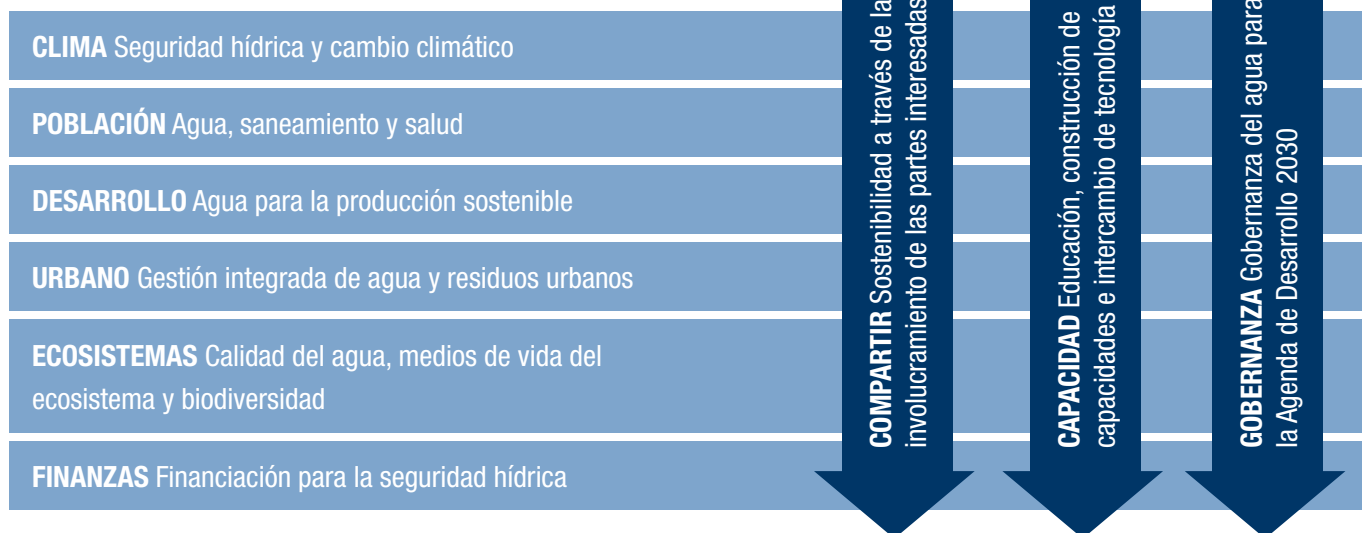 CLIMA Seguridad hídrica y cambio climático
POBLACIÓN Agua, saneamiento y salud
DESARROLLO Agua para la producción sostenible
URBANO Gestión integrada de agua y residuos urbanos
ECOSISTEMAS Calidad del agua, medios de vida del
ecosistema y biodiversidad
FINANZAS Financiación para la seguridad hídrica
COMPARTIR Sostenibilidad a través de la
involucramiento de las partes interesadas
CAPACIDAD Educación, construcción de
capacidades e intercambio de tecnología
GOBERNANZA Gobernanza del agua para
la Agenda de Desarrollo 2030